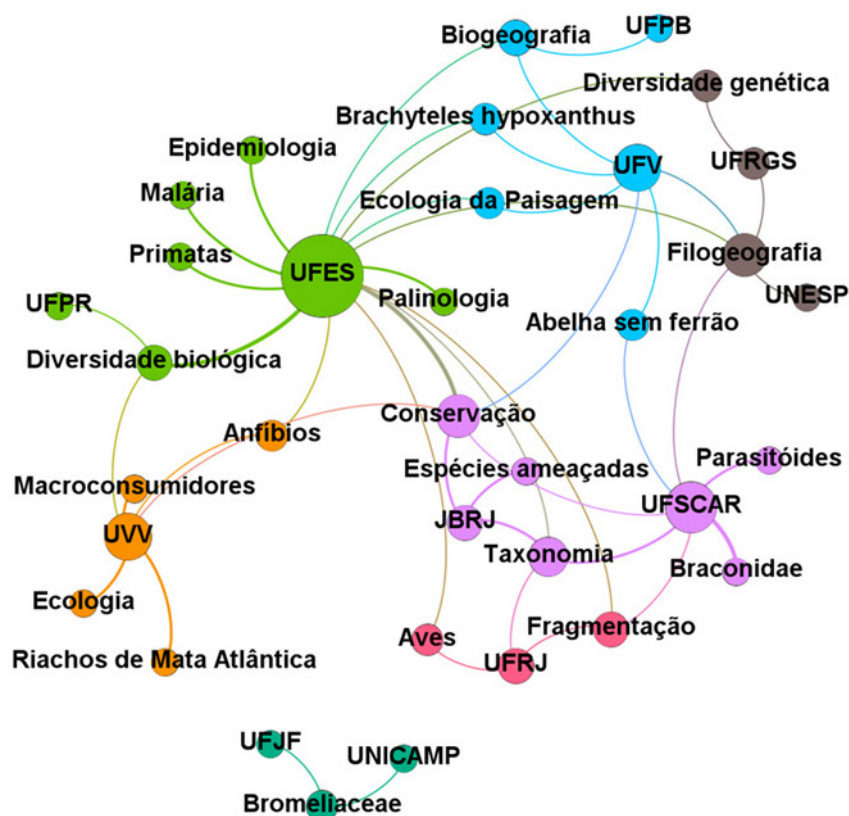 Biogeografia
UFPB
Diversidade genética
Brachyteles hypoxanthus
Epidemiologia
UFV
UFRGS
Malária
Ecologia da Paisagem
Primatas
UFES
Filogeografia
Palinologia
UNESP
UFPR
Abelha sem ferrão
Diversidade biológica
Conservação
Anfíbios
Parasitóides
Espécies ameaçadas
Macroconsumidores
UFSCAR
JBRJ
UVV
Taxonomia
Braconidae
Ecologia
Fragmentação
Aves
Riachos de Mata Atlântica
UFRJ
UFJF
UNICAMP
Bromeliaceae